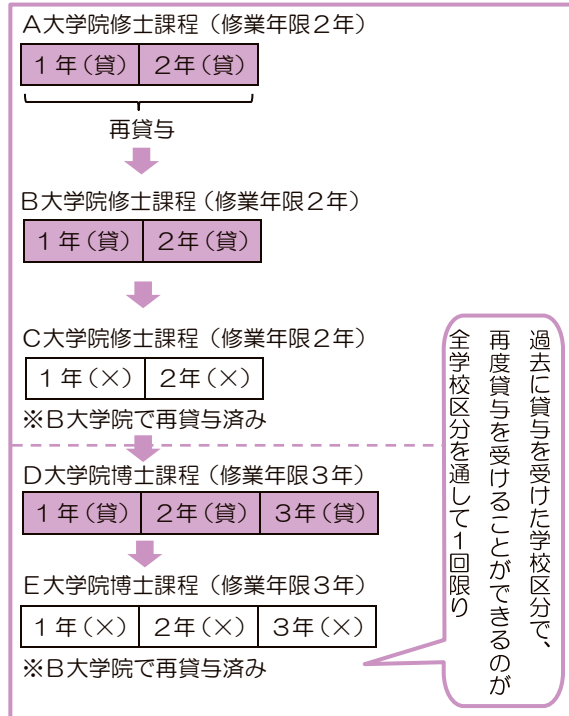 A大学院修士課程（修業年限2年）
1年（貸） 2年（貸）
再貸与
B大学院修士課程（修業年限2年）
1年（貸） 2年（貸）
C大学院修士課程（修業年限2年）
1年（×） 2年（×）
※B大学院で再貸与済み
D大学院博士課程（修業年限3年）
1年（貸） 2年（貸） 3年（貸）
E大学院博士課程（修業年限3年）
1年（×） 2年（×） 3年（×）
※B大学院で再貸与済み
過去に貸与を受けた学校区分で、
再度貸与を受けることができるのが
全学校区分を通して1回限り